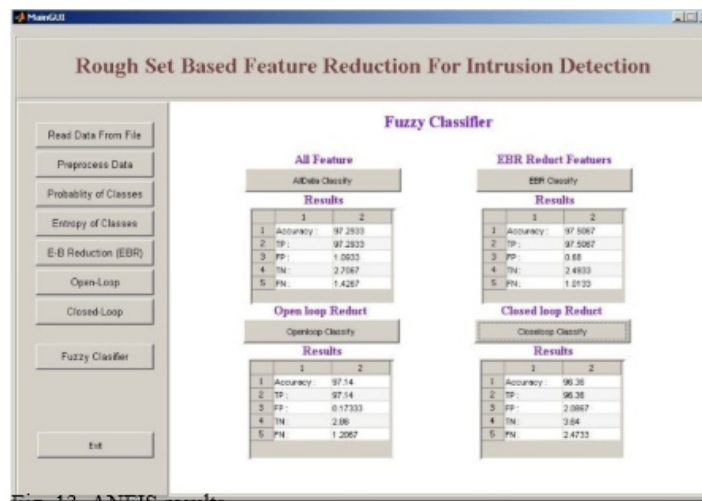 MainGUI
Rough Set Based Feature Reduction For Intrusion Detection
Read Data From File
Preprocess Data
Probablity of Classes
Entropy of Classes
E-B Reduction (EBR)
Open-Loop
Closed-Loop
Fuzzy Clasifier
Exit
Fuzzy Classifier
All Feature
AllData Classify
Results
1 2
1 Accuracy : 97.2933
2 TP : 97.2933
3 FP : 1.0933
4 TN : 2.7067
5 FN : 1.4267
EBR Reduct Featuers
EBR Classify
Results
1 2
1 Accuracy : 97.5067
2 TP : 97.5067
3 FP : 0.68
4 TN : 2.4933
5 FN : 1.0133
Open loop Reduct
Openloop Classify
Results
1 2
1 Accuracy : 97.14
2 TP : 97.14
3 FP : 0.17333
4 TN : 2.86
5 FN : 1.2067
Closed loop Reduct
Closeloop Classify
Results
1 2
1 Accuracy : 96.36
2 TP : 96.36
3 FP : 2.0867
4 TN : 3.64
5 FN : 2.4733
Fig. 13. ANFIS results